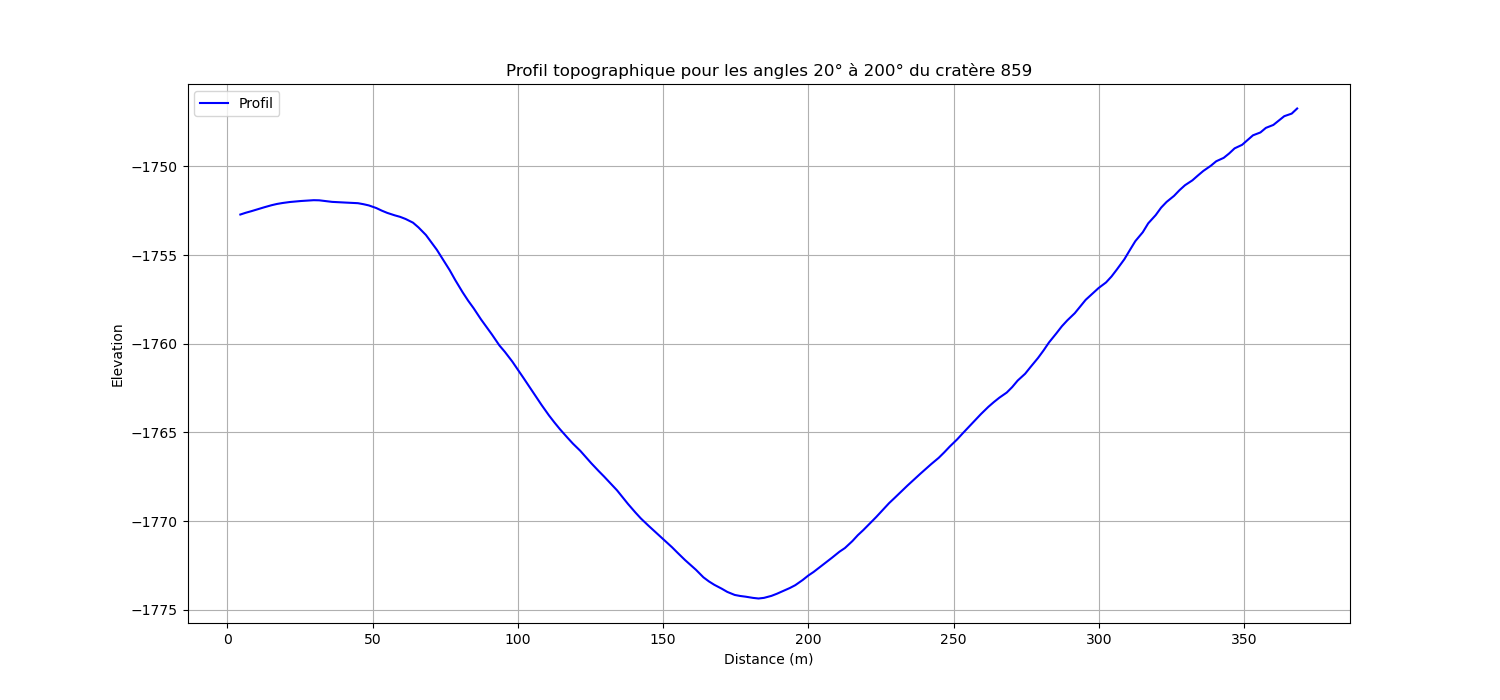 Profil topographique pour les angles 20° à 200° du cratère 859
Profil
Elevation
−1750
−1755
−1760
−1765
−1770
−1775
0 50 100 150 200 250 300 350
Distance (m)